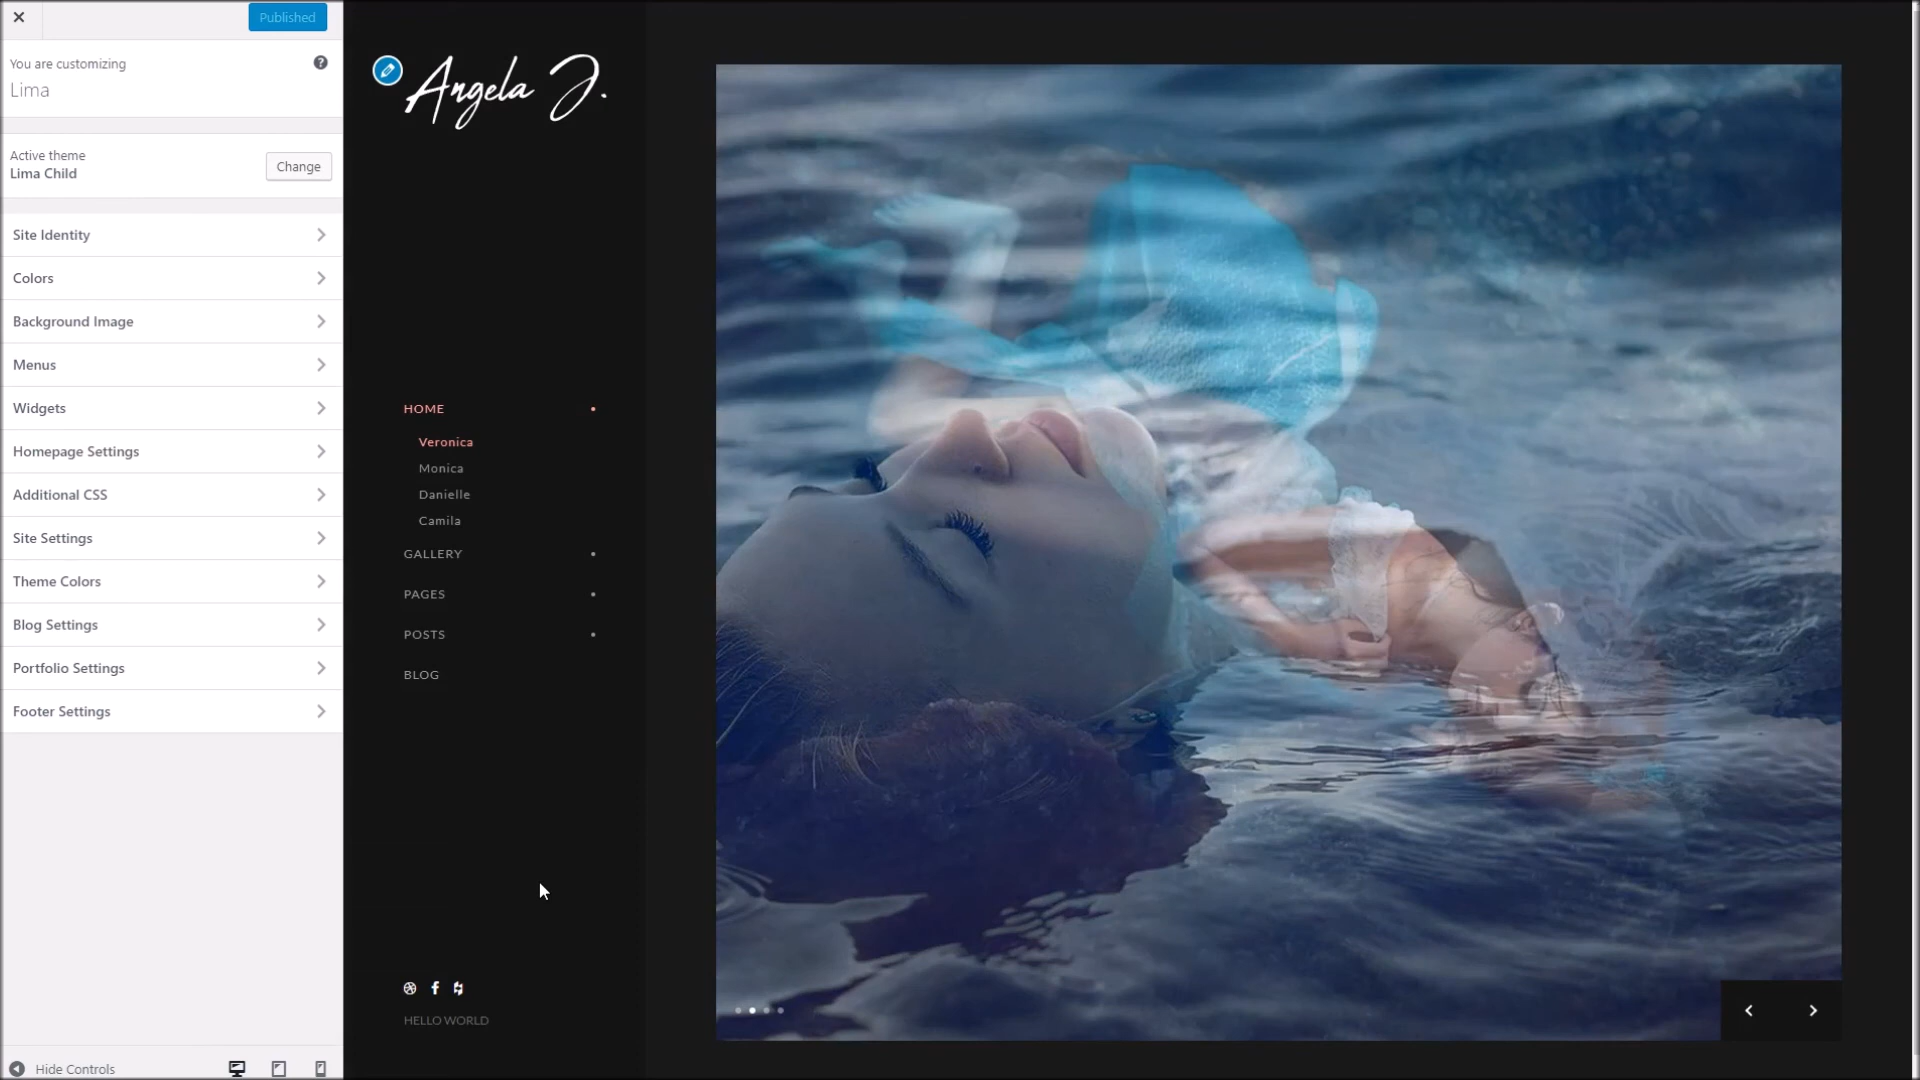 Published
You are customizing
Lima
Active theme
Lima Child
Change
Site Identity
Colors
Background Image
Menus
Widgets
Homepage Settings
Additional CSS
Site Settings
Theme Colors
Blog Settings
Portfolio Settings
Footer Settings
Hide Controls
Angela J.
HOME
Veronica
Monica
Danielle
Camila
GALLERY
PAGES
POSTS
BLOG
HELLO WORLD